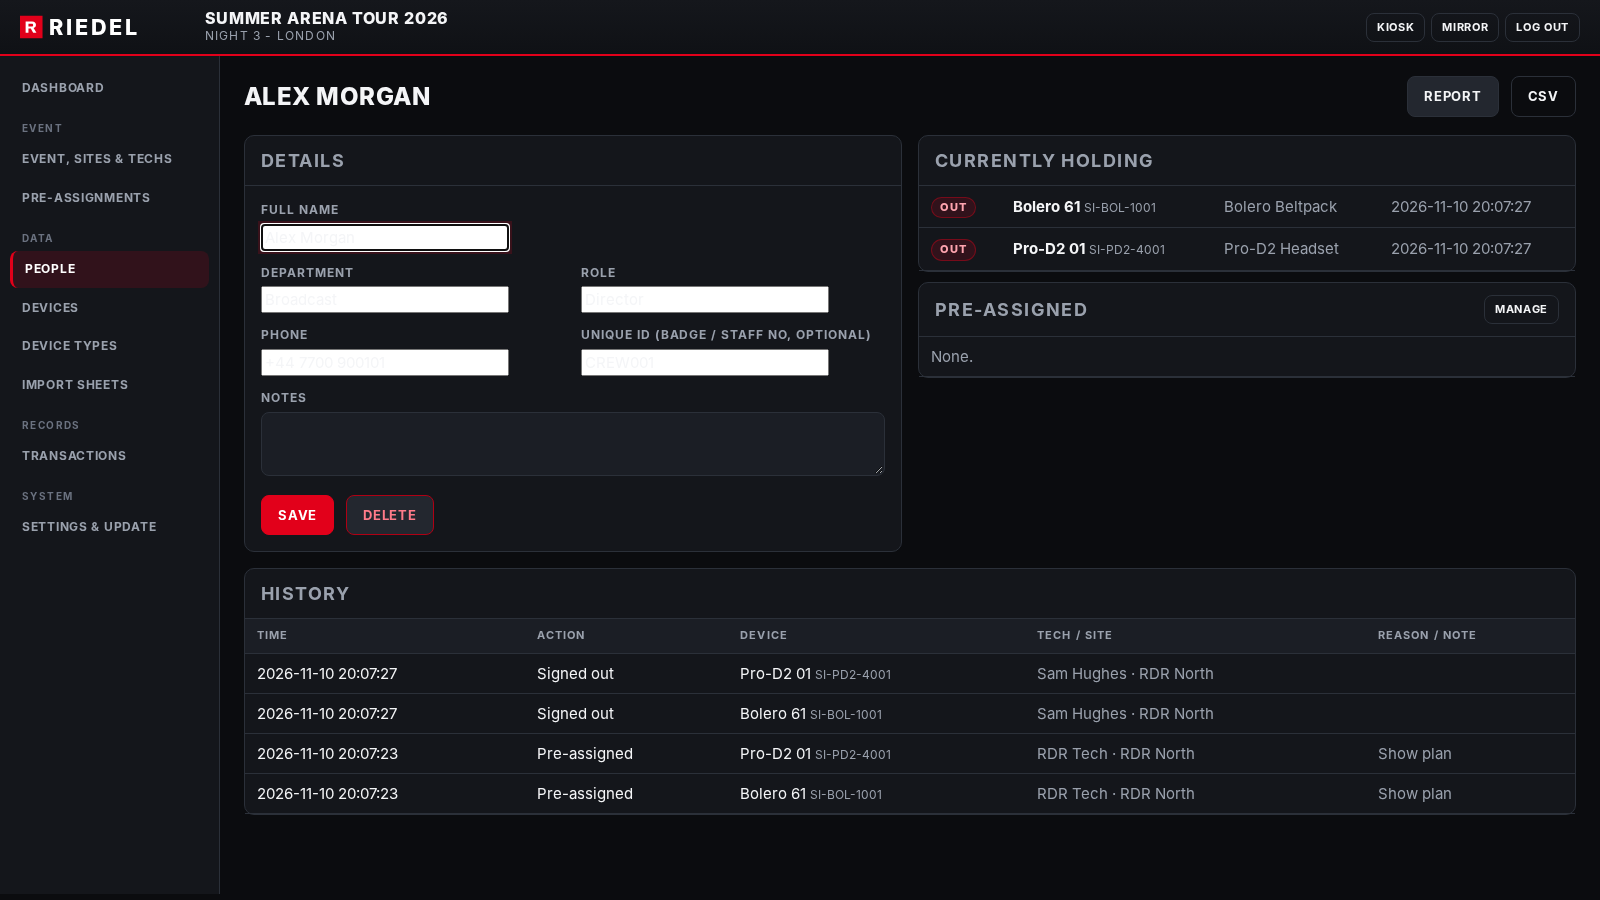 R RIEDEL
SUMMER ARENA TOUR 2026
NIGHT 3 - LONDON
KIOSK
MIRROR
LOG OUT
DASHBOARD
EVENT
EVENT, SITES & TECHS
PRE-ASSIGNMENTS
DATA
PEOPLE
DEVICES
DEVICE TYPES
IMPORT SHEETS
RECORDS
TRANSACTIONS
SYSTEM
SETTINGS & UPDATE
ALEX MORGAN
REPORT
CSV
DETAILS
FULL NAME
Alex Morgan
DEPARTMENT
ROLE
Broadcast
Director
PHONE
UNIQUE ID (BADGE / STAFF NO, OPTIONAL)
+44 7700 900101
CREW001
NOTES
SAVE
DELETE
CURRENTLY HOLDING
OUT Bolero 61 SI-BOL-1001 Bolero Beltpack 2026-11-10 20:07:27
OUT Pro-D2 01 SI-PD2-4001 Pro-D2 Headset 2026-11-10 20:07:27
PRE-ASSIGNED
MANAGE
None.
HISTORY
TIME ACTION DEVICE TECH / SITE REASON / NOTE
2026-11-10 20:07:27 Signed out Pro-D2 01 SI-PD2-4001 Sam Hughes · RDR North
2026-11-10 20:07:27 Signed out Bolero 61 SI-BOL-1001 Sam Hughes · RDR North
2026-11-10 20:07:23 Pre-assigned Pro-D2 01 SI-PD2-4001 RDR Tech · RDR North Show plan
2026-11-10 20:07:23 Pre-assigned Bolero 61 SI-BOL-1001 RDR Tech · RDR North Show plan